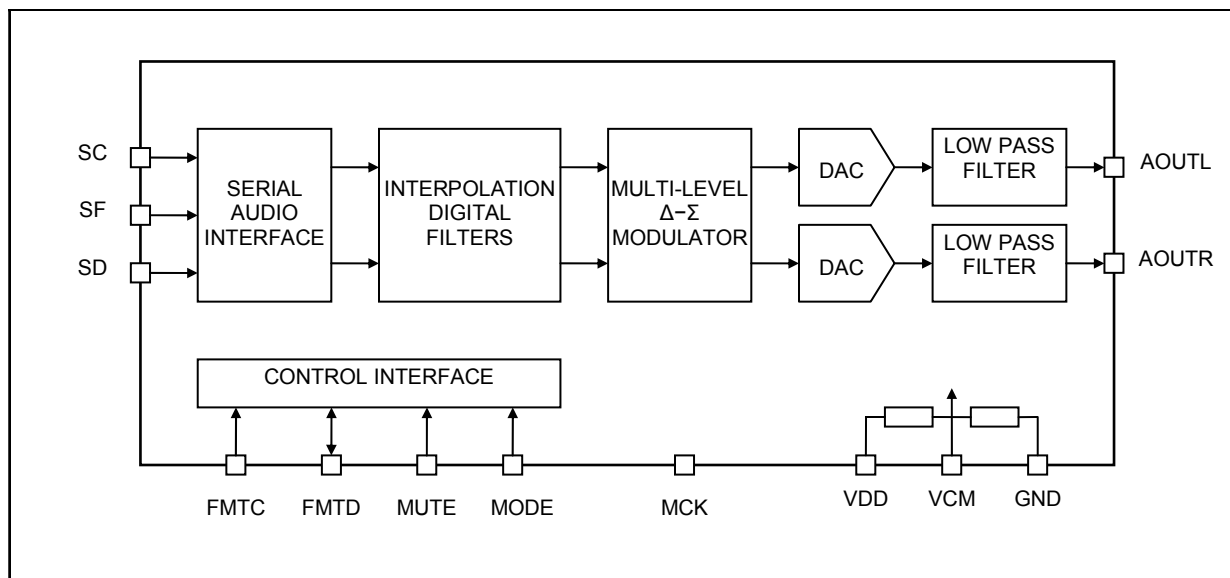 SC
SF
SD
SERIAL
AUDIO
INTERFACE
INTERPOLATION
DIGITAL
FILTERS
MULTI-LEVEL
Δ−Σ
MODULATOR
DAC
LOW PASS
FILTER
AOUTL
DAC
LOW PASS
FILTER
AOUTR
CONTROL INTERFACE
FMTC
FMTD
MUTE
MODE
MCK
VDD
VCM
GND